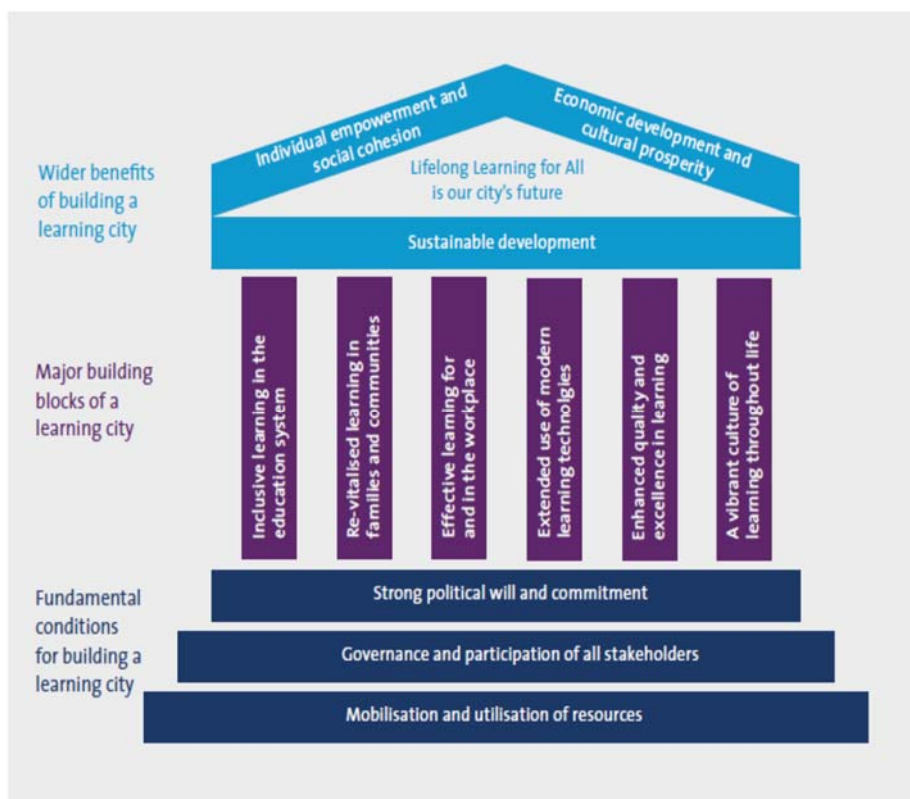 Individual empowerment and
social cohesion
Economic development and
cultural prosperity
Wider benefits
of building a
learning city
Lifelong Learning for All
is our city's future
Sustainable development
Major building
blocks of a
learning city
Inclusive learning in the
education system
Re-vitalised learning in
families and communities
Effective learning for
and in the workplace
Extended use of modern
learning technolgies
Enhanced quality and
excellence in learning
A vibrant culture of
learning throughout life
Fundamental
conditions
for building a
learning city
Strong political will and commitment
Governance and participation of all stakeholders
Mobilisation and utilisation of resources